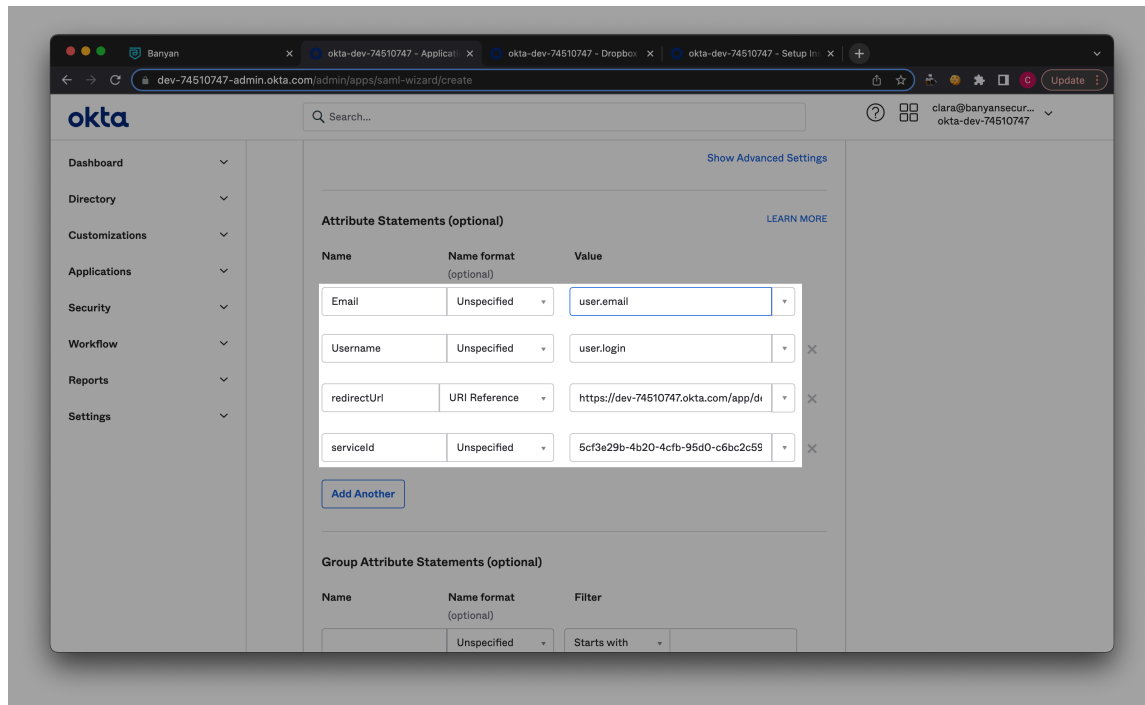 Banyan
okta-dev-74510747 - Applicati
okta-dev-74510747 - Dropbox
okta-dev-74510747 - Setup Ins
dev-74510747-admin.okta.com/admin/apps/saml-wizard/create
C
Update
okta
Search...
clara@banyansecur...
okta-dev-74510747
Dashboard
Directory
Customizations
Applications
Security
Workflow
Reports
Settings
Show Advanced Settings
Attribute Statements (optional)
LEARN MORE
Name Name format Value
(optional)
Email Unspecified user.email
Username Unspecified user.login
redirectUrl URI Reference https://dev-74510747.okta.com/app/de
serviceId Unspecified 5cf3e29b-4b20-4cfb-95d0-c6bc2c59
Add Another
Group Attribute Statements (optional)
Name Name format Filter
(optional)
Unspecified Starts with